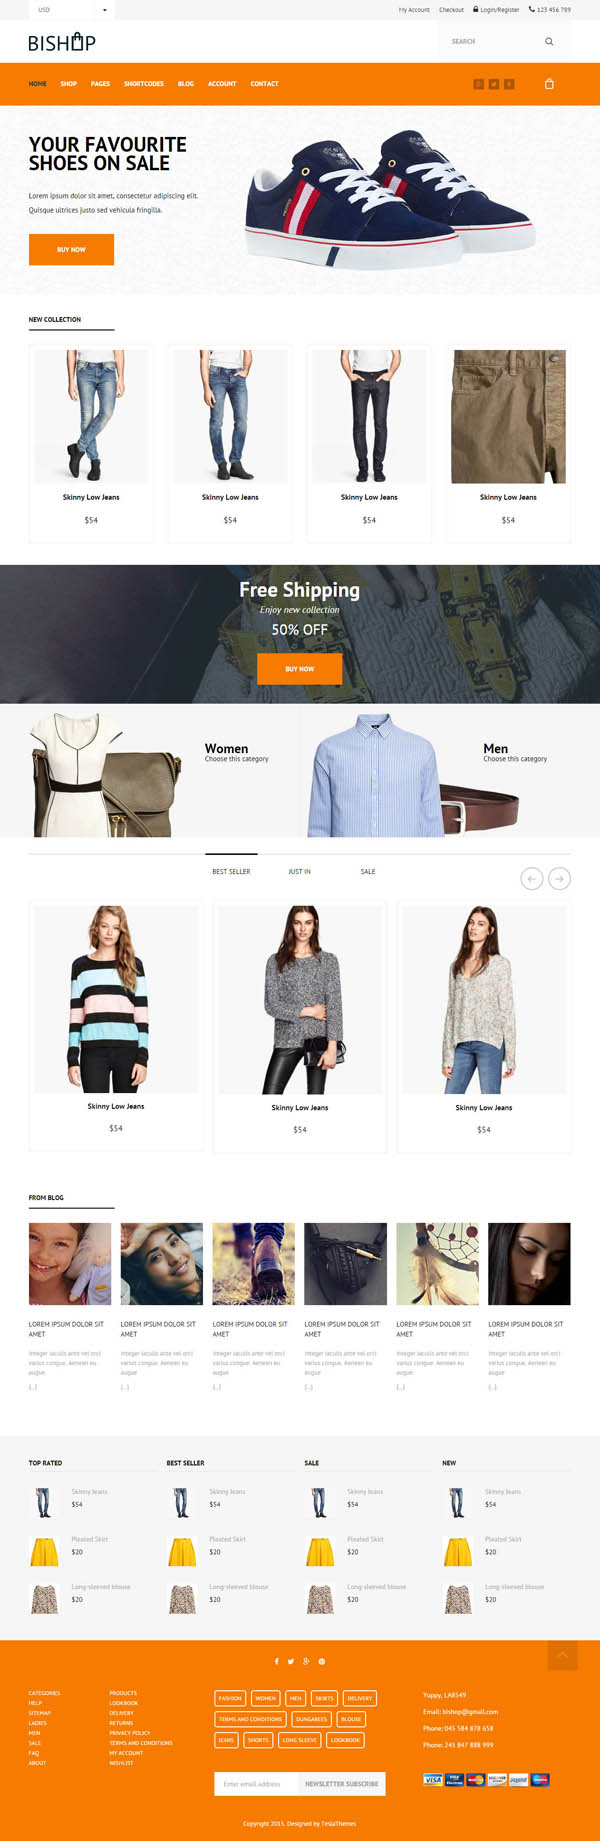 USD
My Account Checkout Login/Register 123 456 789
BISHOP
SEARCH
HOME SHOP PAGES SHORTCODES BLOG ACCOUNT CONTACT
YOUR FAVOURITE
SHOES ON SALE
Lorem ipsum dolor sit amet, consectetur adipiscing elit.
Quisque ultrices justo sed vehicula fringilla.
BUY NOW
NEW COLLECTION
Skinny Low Jeans Skinny Low Jeans Skinny Low Jeans Skinny Low Jeans
$54 $54 $54 $54
Free Shipping
Enjoy new collection
50% OFF
BUY NOW
Women
Choose this category
Men
Choose this category
BEST SELLER JUST IN SALE
Skinny Low Jeans Skinny Low Jeans Skinny Low Jeans
$54 $54 $54
FROM BLOG
LOREM IPSUM DOLOR SIT LOREM IPSUM DOLOR SIT LOREM IPSUM DOLOR SIT LOREM IPSUM DOLOR SIT LOREM IPSUM DOLOR SIT LOREM IPSUM DOLOR SIT
AMET AMET AMET AMET AMET AMET
Integer iaculis ante vel orci Integer iaculis ante vel orci Integer iaculis ante vel orci Integer iaculis ante vel orci Integer iaculis ante vel orci Integer iaculis ante vel orci
varius congue. Aenean eu varius congue. Aenean eu varius congue. Aenean eu varius congue. Aenean eu varius congue. Aenean eu varius congue. Aenean eu
augue augue augue augue augue augue
[...] [...] [...] [...] [...] [...]
TOP RATED BEST SELLER SALE NEW
Skinny Jeans Skinny Jeans Skinny Jeans Skinny Jeans
$54 $54 $54 $54
Pleated Skirt Pleated Skirt Pleated Skirt Pleated Skirt
$20 $20 $20 $20
Long-sleeved blouse Long-sleeved blouse Long-sleeved blouse Long-sleeved blouse
$20 $20 $20 $20
CATEGORIES
HELP
SITEMAP
LADIES
MEN
SALE
FAQ
ABOUT
PRODUCTS
LOOKBOOK
DELIVERY
RETURNS
PRIVACY POLICY
TERMS AND CONDITIONS
MY ACCOUNT
WISHLIST
FASHION WOMEN MEN SKIRTS DELIVERY
TERMS AND CONDITIONS DUNGAREES BLOUSE
JEANS SHORTS LONG SLEEVE LOOKBOOK
Enter email address NEWSLETTER SUBSCRIBE
Yuppy, LA8549
Email: bishop@gmail.com
Phone: 045 584 878 658
Phone: 245 847 888 999
VISA VISA
Copyright 2015. Designed by TeslaThemes